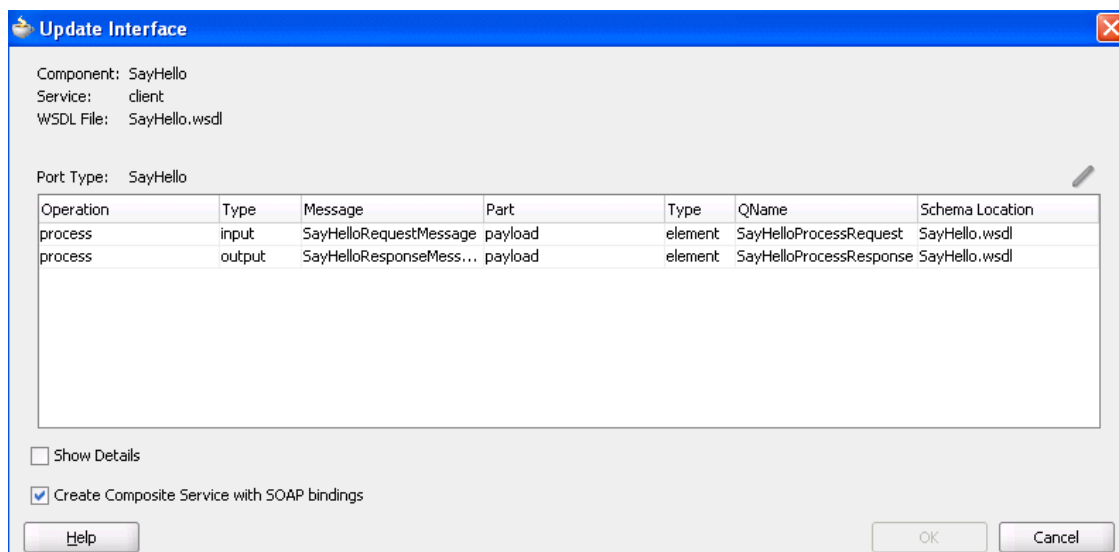 Update Interface
Component: SayHello
Service: client
WSDL File: SayHello.wsdl
Port Type: SayHello
Operation Type Message Part Type QName Schema Location
process input SayHelloRequestMessage payload element SayHelloProcessRequest SayHello.wsdl
process output SayHelloResponseMess... payload element SayHelloProcessResponse SayHello.wsdl
Show Details
Create Composite Service with SOAP bindings
Help OK Cancel